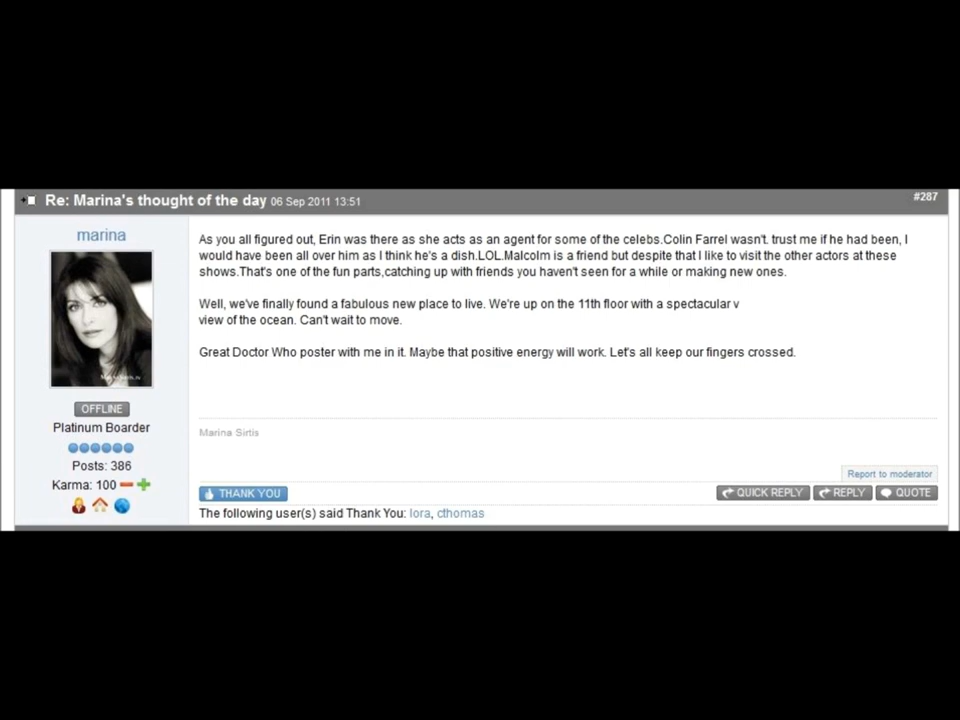 Re: Marina's thought of the day 06 Sep 2011 13:51
#287
marina
OFFLINE
Platinum Boarder
Posts: 386
Karma: 100
As you all figured out, Erin was there as she acts as an agent for some of the celebs.Colin Farrel wasn't. trust me if he had been, I
would have been all over him as I think he's a dish.LOL.Malcolm is a friend but despite that I like to visit the other actors at these
shows.That's one of the fun parts,catching up with friends you haven't seen for a while or making new ones.
Well, we've finally found a fabulous new place to live. We're up on the 11th floor with a spectacular v
view of the ocean. Can't wait to move.
Great Doctor Who poster with me in it. Maybe that positive energy will work. Let's all keep our fingers crossed.
Marina Sirtis
Report to moderator
THANK YOU
QUICK REPLY REPLY QUOTE
The following user(s) said Thank You: lora, cthomas